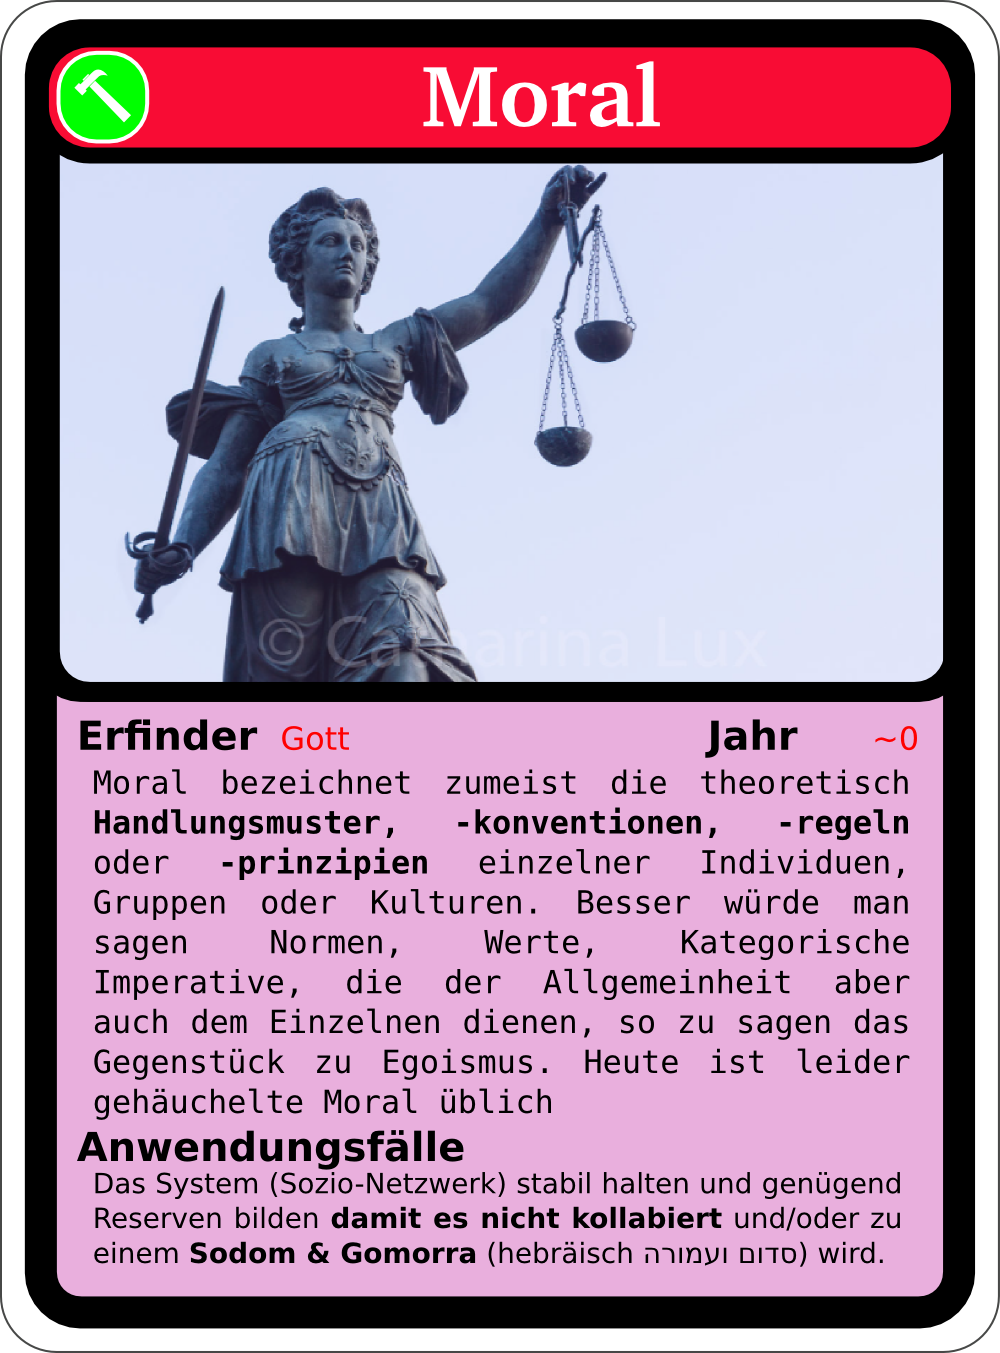 Moral
© Catharina Lux
Erfinder Gott Jahr ~0
Moral bezeichnet zumeist die theoretisch
Handlungsmuster, -konventionen, -regeln
oder -prinzipien einzelner Individuen,
Gruppen oder Kulturen. Besser würde man
sagen Normen, Werte, Kategorische
Imperative, die der Allgemeinheit aber
auch dem Einzelnen dienen, so zu sagen das
Gegenstück zu Egoismus. Heute ist leider
gehäuchelte Moral üblich
Anwendungsfälle
Das System (Sozio-Netzwerk) stabil halten und genügend
Reserven bilden damit es nicht kollabiert und/oder zu
einem Sodom & Gomorra (hebräisch סדום ועמורה) wird.